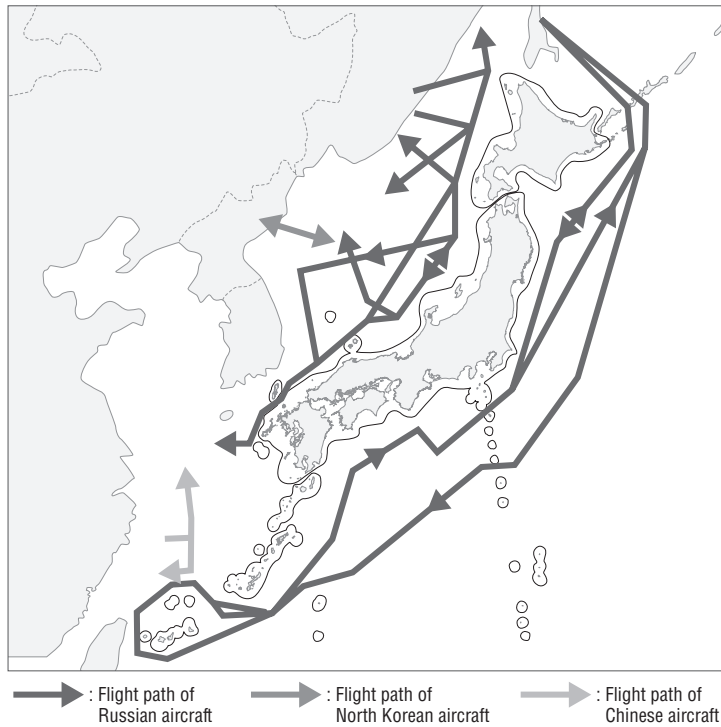 : Flight path of
Russian aircraft
: Flight path of
North Korean aircraft
: Flight path of
Chinese aircraft